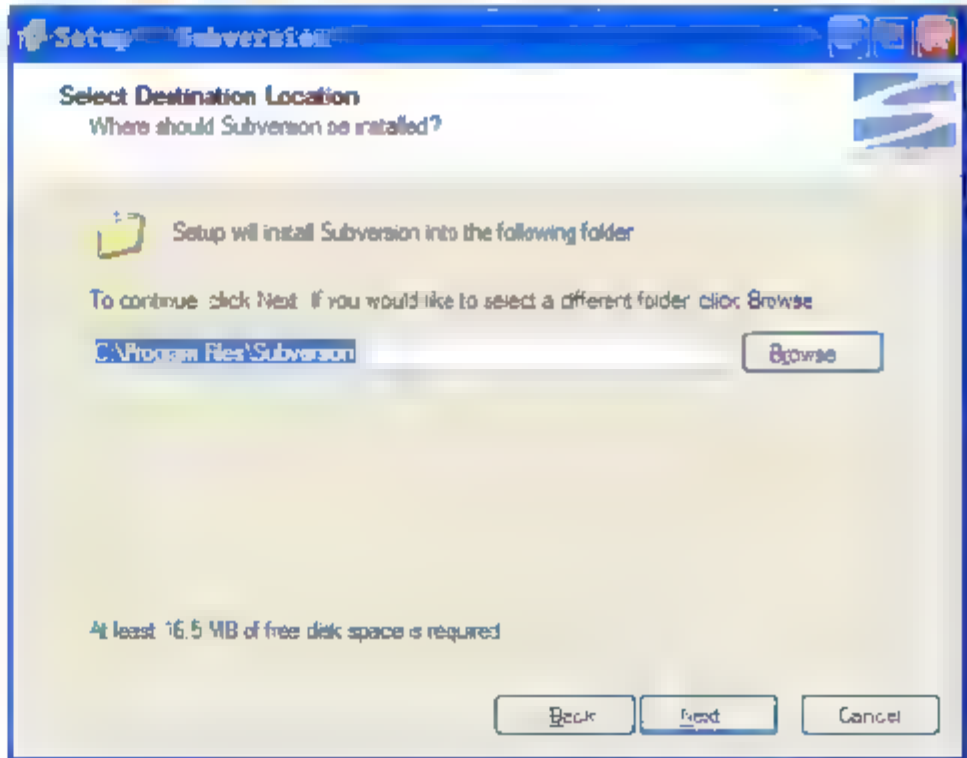 Setup Subversion
Select Destination Location
Where should Subversion be installed?
Setup will install Subversion into the following folder
To continue click Next If you would like to select a different folder click Browse
C:\Program Files\Subversion
Browse
At least 16.5 MB of free disk space is required
Back
Next
Cancel